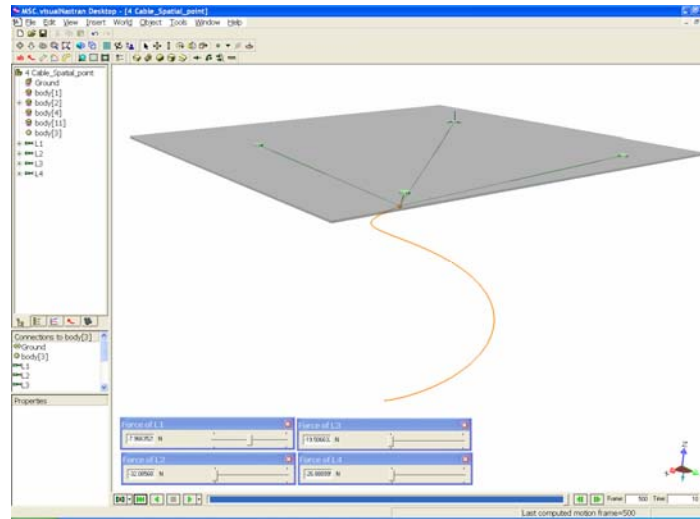 MSC.visualNastran Desktop - [4 Cable_Spatial_point]
File Edit View Insert World Object Tools Window Help
4 Cable_Spatial_point
Ground
body[1]
body[2]
body[4]
body[11]
body[3]
L1
L2
L3
L4
Connections to body[3]
Ground
body[3]
L1
L2
L3
Properties
Force of L1
Force of L3
N
N
Force of L2
Force of L4
N
N
Frame 500 Time 10
Last computed motion frame=500